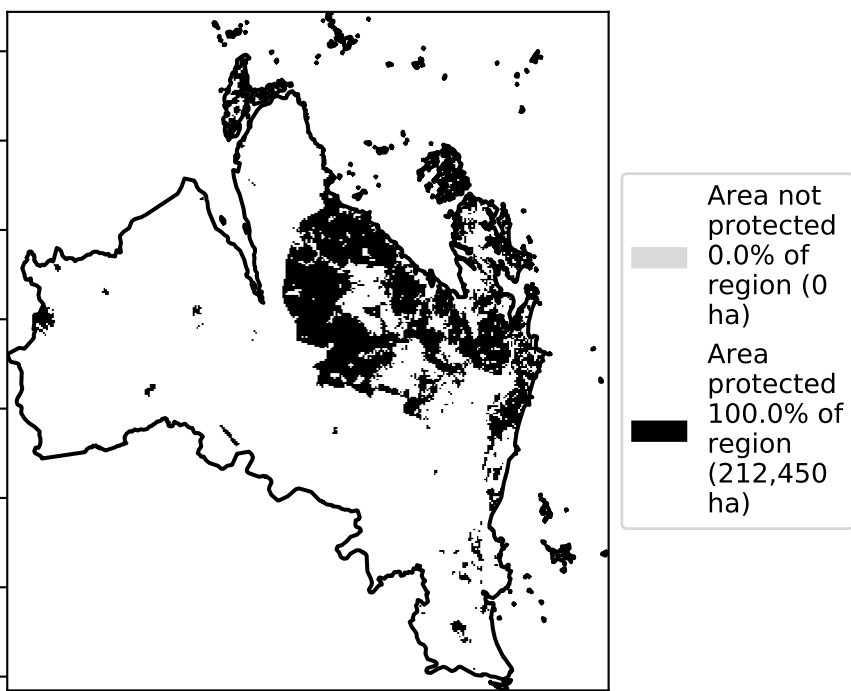 Area not
protected
0.0% of
region (0
ha)
Area
protected
100.0% of
region
(212,450
ha)